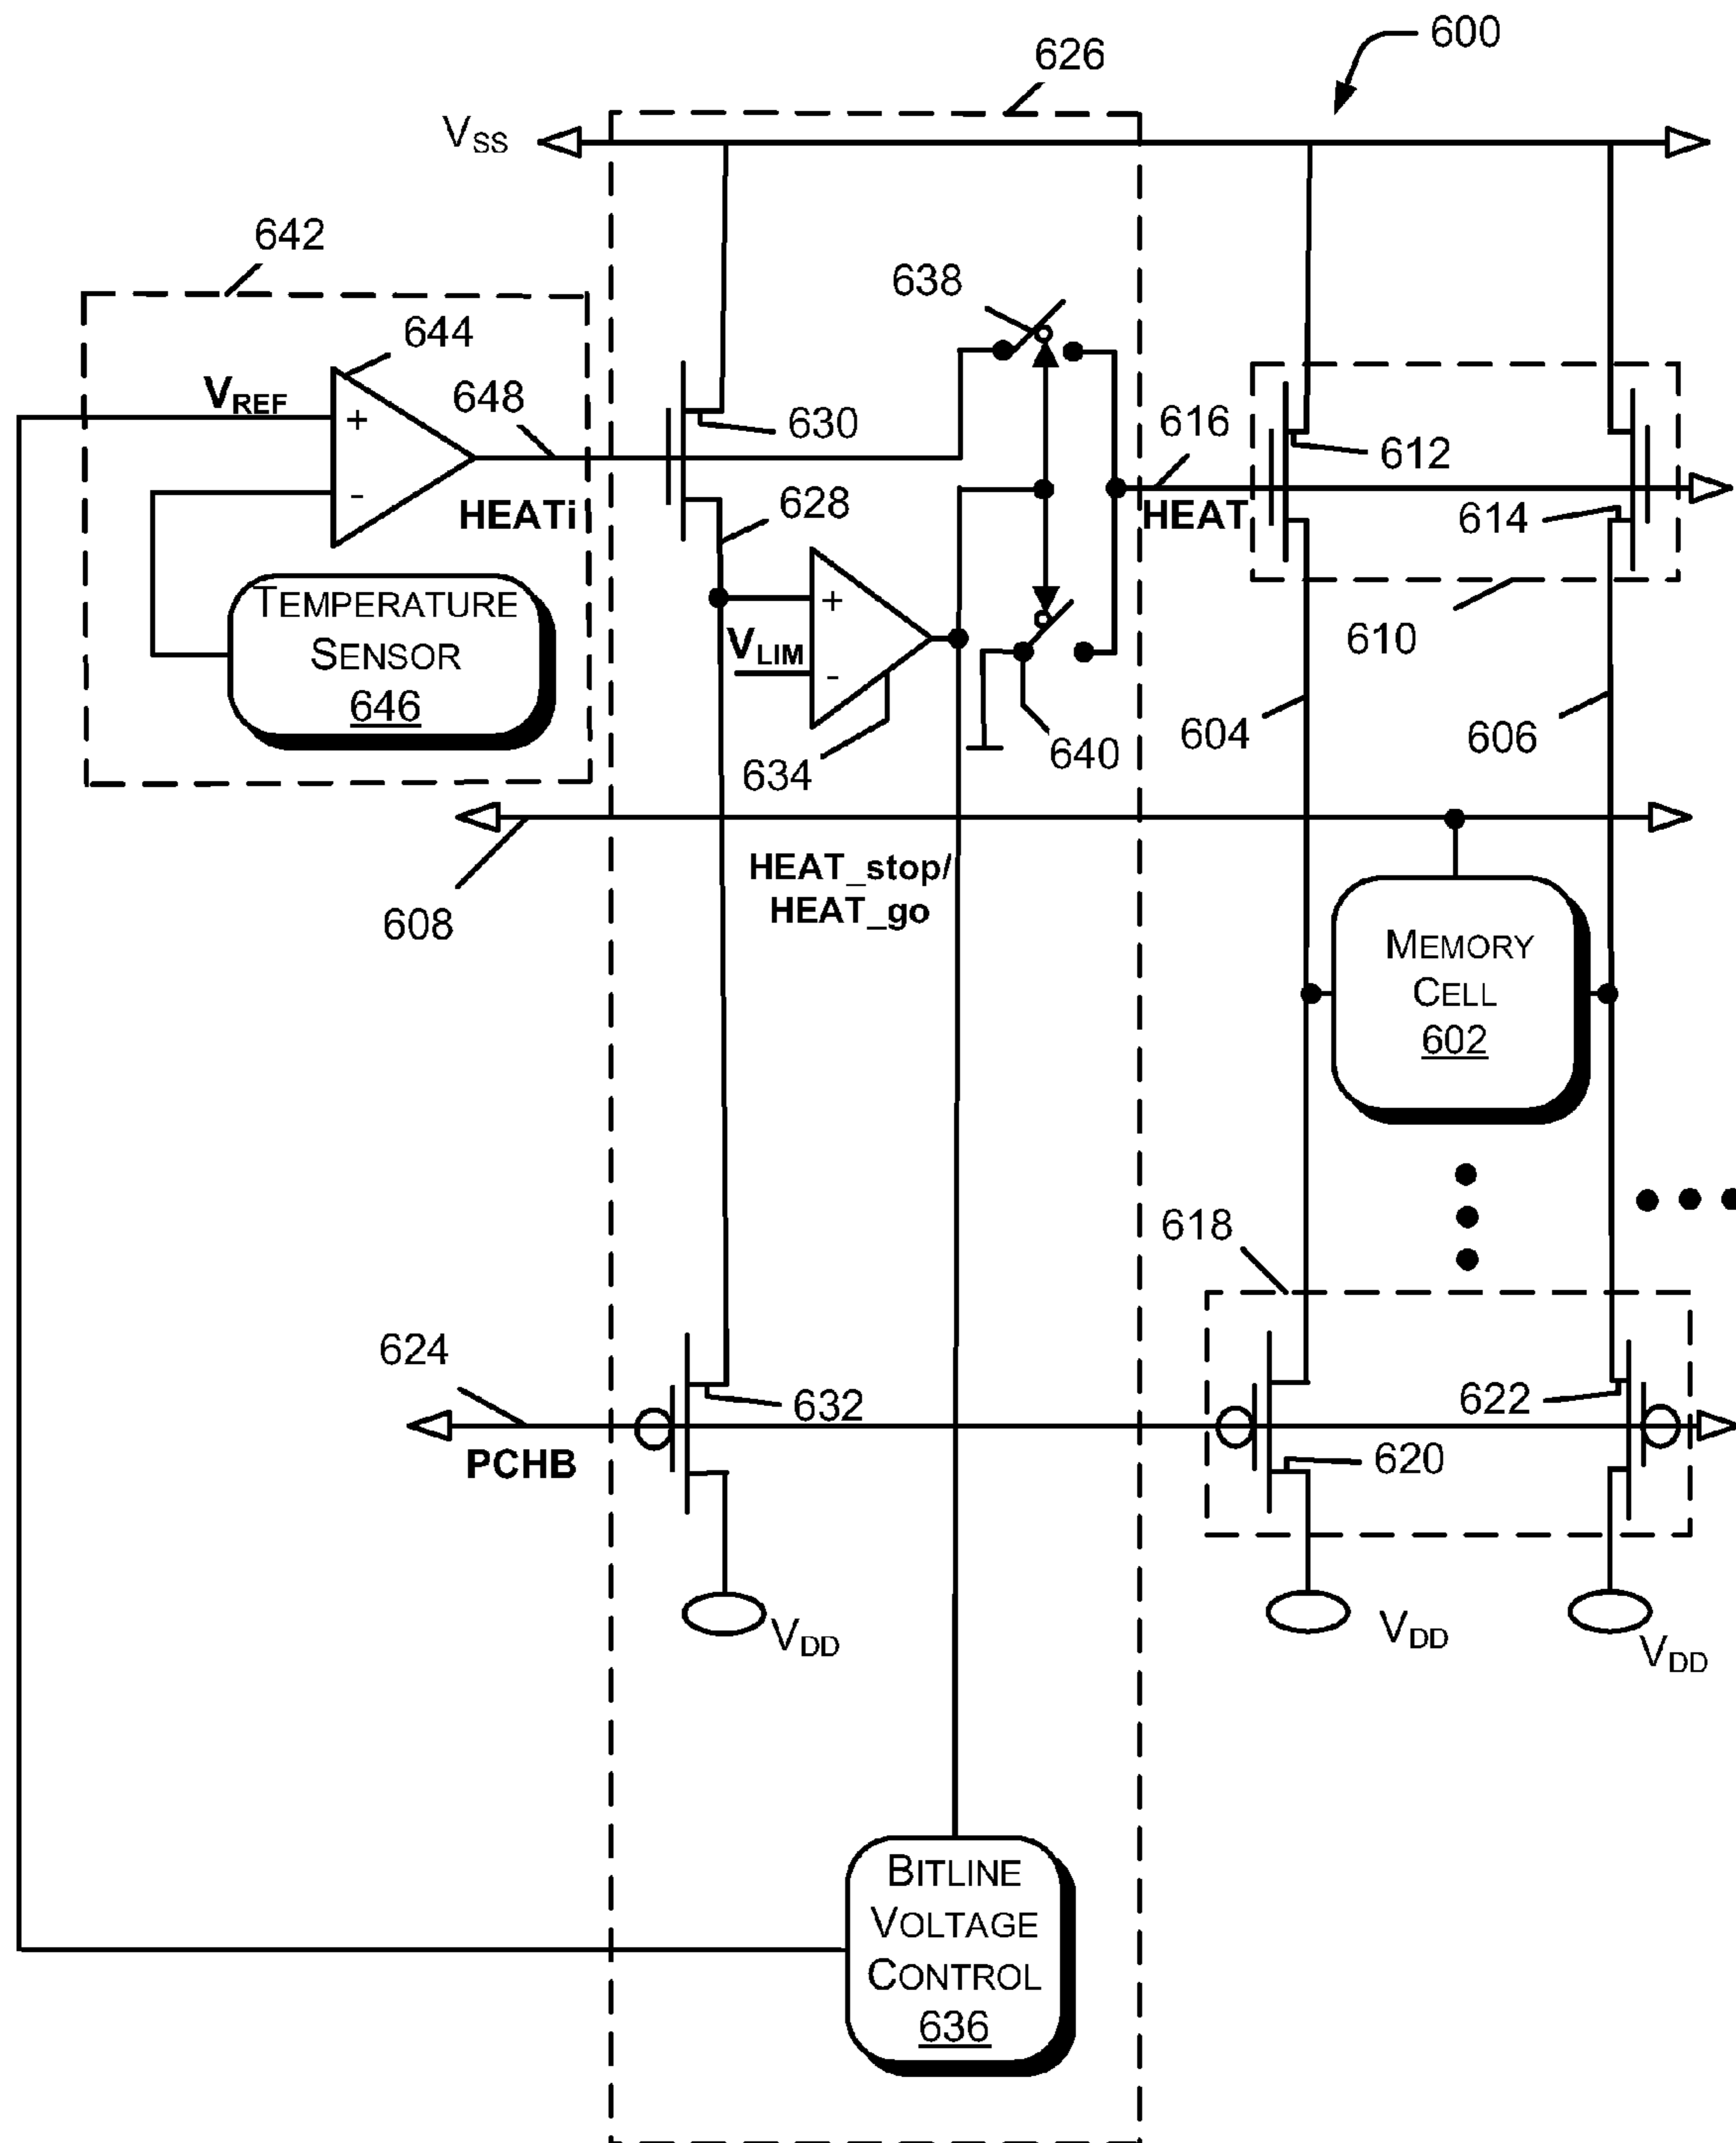 600
626
VSS
642
638
644
VREF
648
+
630
616
612
-
HEATi
628
HEAT
614
TEMPERATURE
SENSOR
646
+
VLIM
-
610
604
606
640
634
HEAT_stop/
HEAT_go
608
MEMORY
CELL
602
618
624
632
622
PCHB
620
VDD
VDD
VDD
BITLINE
VOLTAGE
CONTROL
636